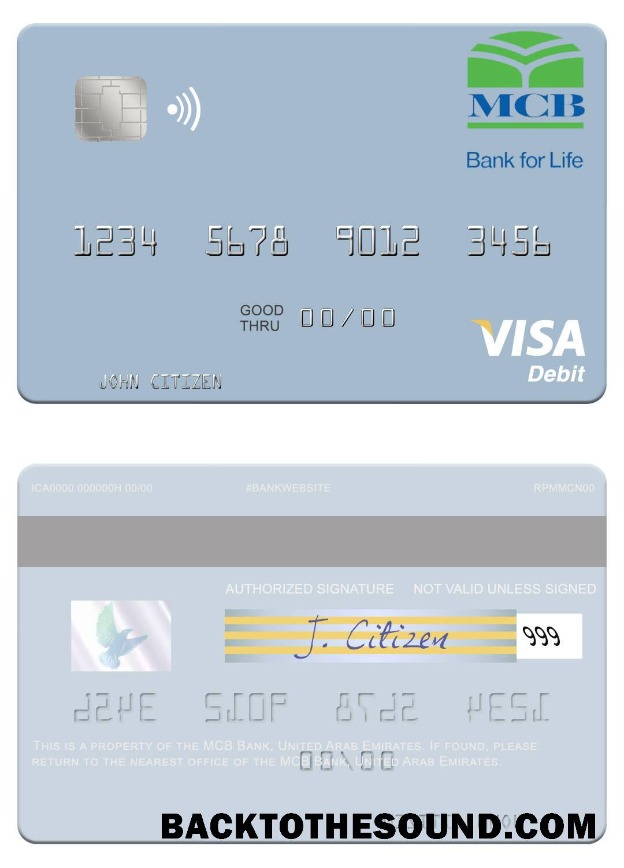 MCB
Bank for Life
1234 5678 9012 3456
GOOD THRU 00/00
VISA
Debit
JOHN CITIZEN
ICA0000 000000H 00/00 #BANKWEBSITE RPMMCN00
AUTHORIZED SIGNATURE NOT VALID UNLESS SIGNED
J. Citizen 999
THIS IS A PROPERTY OF THE MCB BANK, UNITED ARAB EMIRATES. IF FOUND, PLEASE
RETURN TO THE NEAREST OFFICE OF THE MCB BANK, UNITED ARAB EMIRATES.
BACKTOTHESOUND.COM